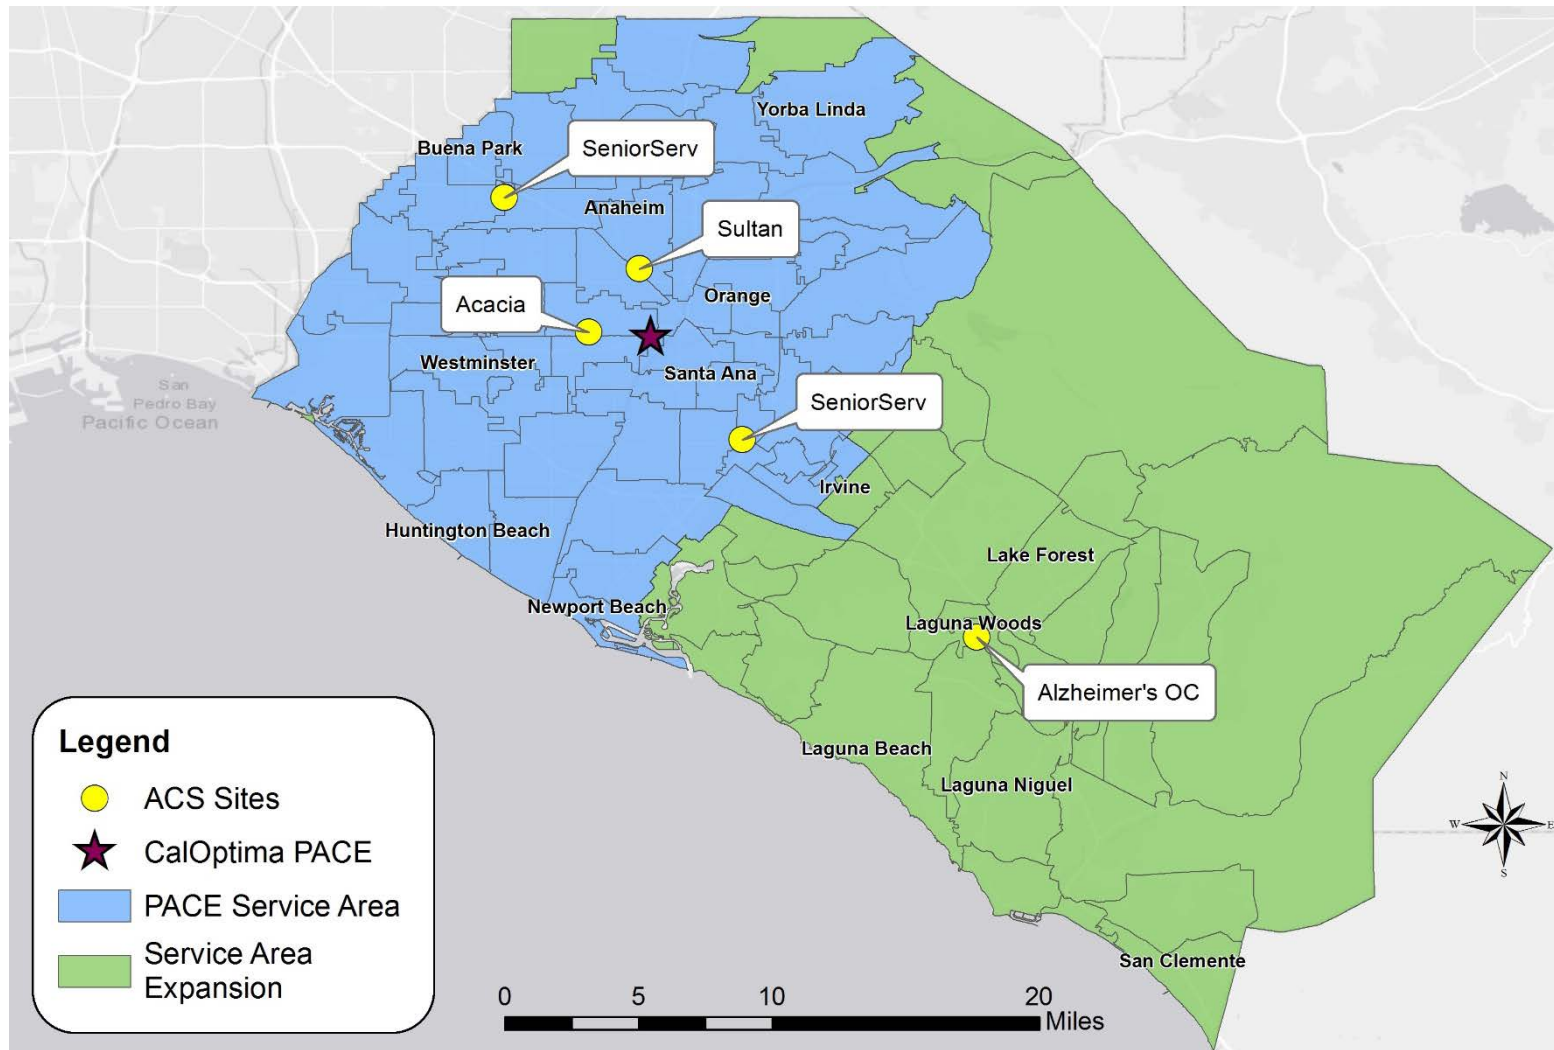 Yorba Linda
Buena Park
SeniorServ
Anaheim
Sultan
Orange
Acacia
Westminster
Santa Ana
San
Pedro Bay
Pacific Ocean
SeniorServ
Irvine
Huntington Beach
Lake Forest
Newport Beach
Laguna Woods
Alzheimer's OC
Laguna Beach
Laguna Niguel
San Clemente
Legend
ACS Sites
CalOptima PACE
PACE Service Area
Service Area
Expansion
0 5 10 20
Miles
N
W E
S